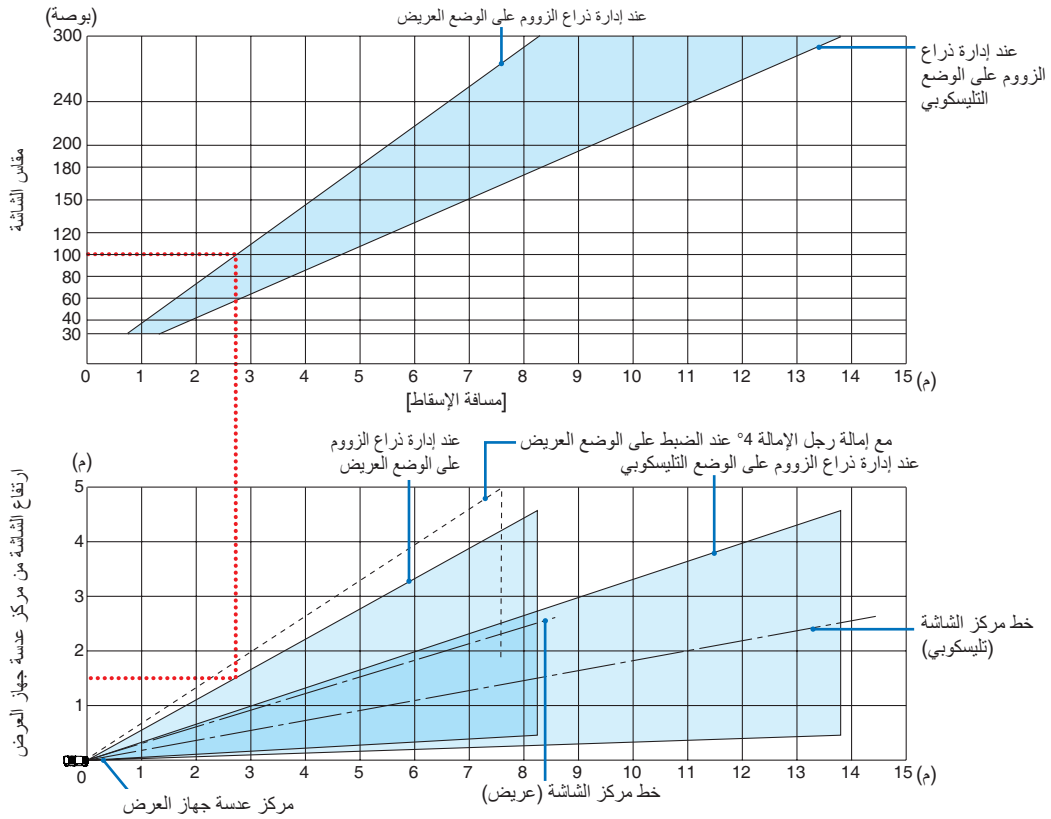 عند إدارة ذراع الزووم على الوضع العريض
(بوصة)
300
240
200
180
150
120
100
80
60
40
30
مقاس الشاشة
عند إدارة ذراع
الزووم على الوضع
التليسكوبي
0 1 2 3 4 5 6 7 8 9 10 11 12 13 14 15 (م)
[مسافة الإسقاط]
مع إمالة رجل الإمالة 4° عند الضبط على الوضع العريض
عند إدارة ذراع الزووم على الوضع التليسكوبي
عند إدارة ذراع الزووم
على الوضع العريض
(م)
5
4
3
2
1
ارتفاع الشاشة من مركز عدسة جهاز العرض
خط مركز الشاشة
(تليسكوبي)
0 1 2 3 4 5 6 7 8 9 10 11 12 13 14 15 (م)
خط مركز الشاشة (عريض)
مركز عدسة جهاز العرض